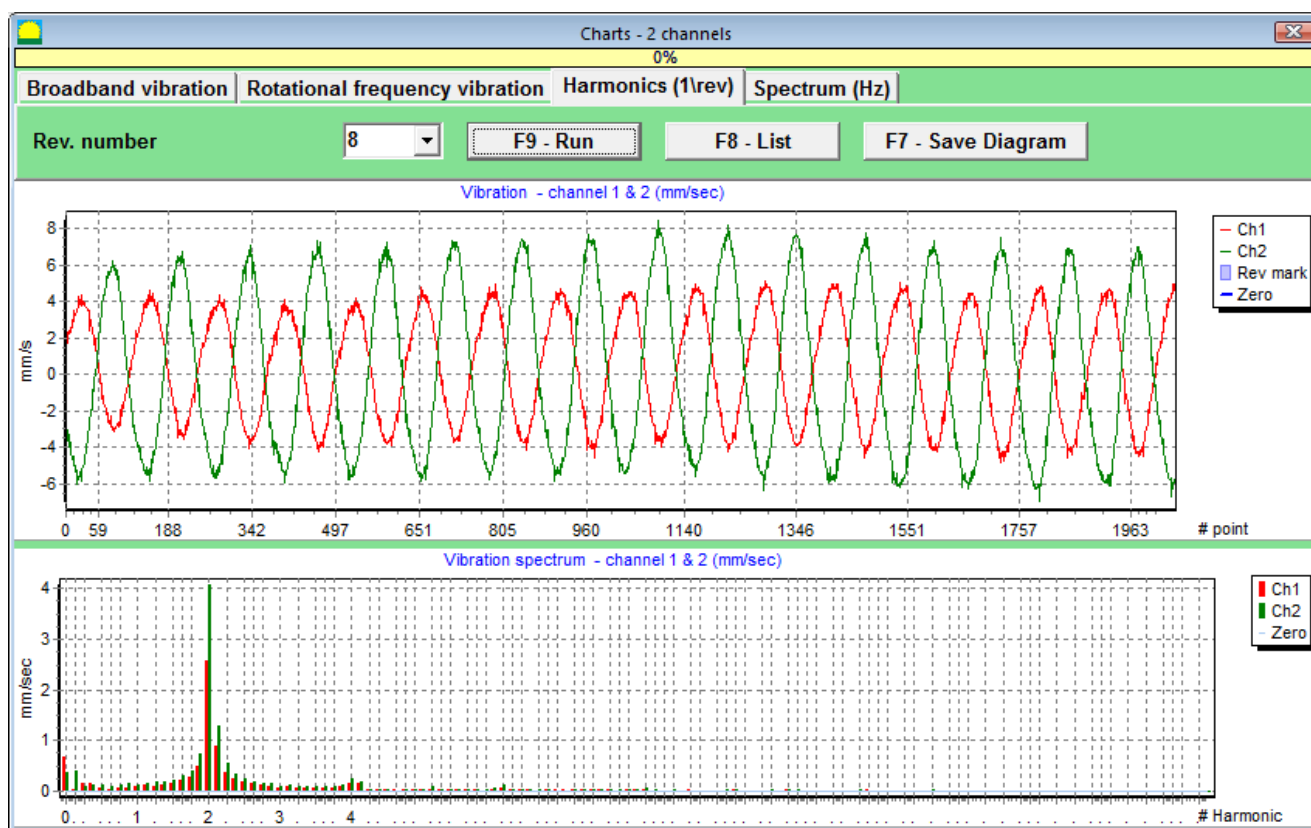 Charts - 2 channels
0%
Broadband vibration Rotational frequency vibration Harmonics (1\rev) Spectrum (Hz)
Rev. number 8 F9 - Run F8 - List F7 - Save Diagram
Vibration - channel 1 & 2 (mm/sec)
8
6
4
2
0
-2
-4
-6
mm/s
0 59 188 342 497 651 805 960 1140 1346 1551 1757 1963 # point
Ch1
Ch2
Rev mark
Zero
Vibration spectrum - channel 1 & 2 (mm/sec)
4
3
2
1
0
mm/sec
0 1 2 3 4 # Harmonic
Ch1
Ch2
Zero